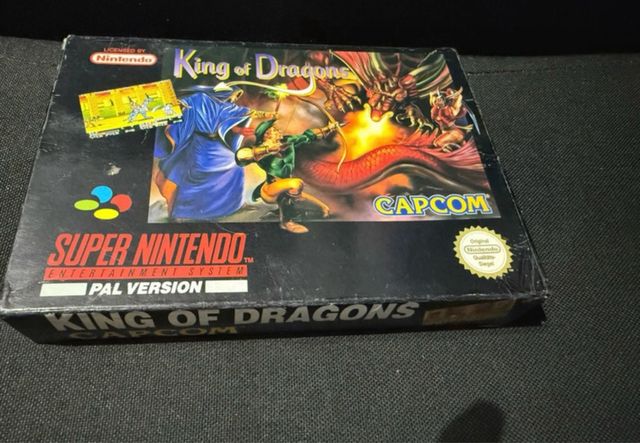 LICENSED BY
Nintendo
King of Dragons
CAPCOM
Original
Nintendo
Qualitäts-
Siegel
SUPER NINTENDO
TM
ENTERTAINMENT SYSTEM
PAL VERSION
KING OF DRAGONS
CAPCOM